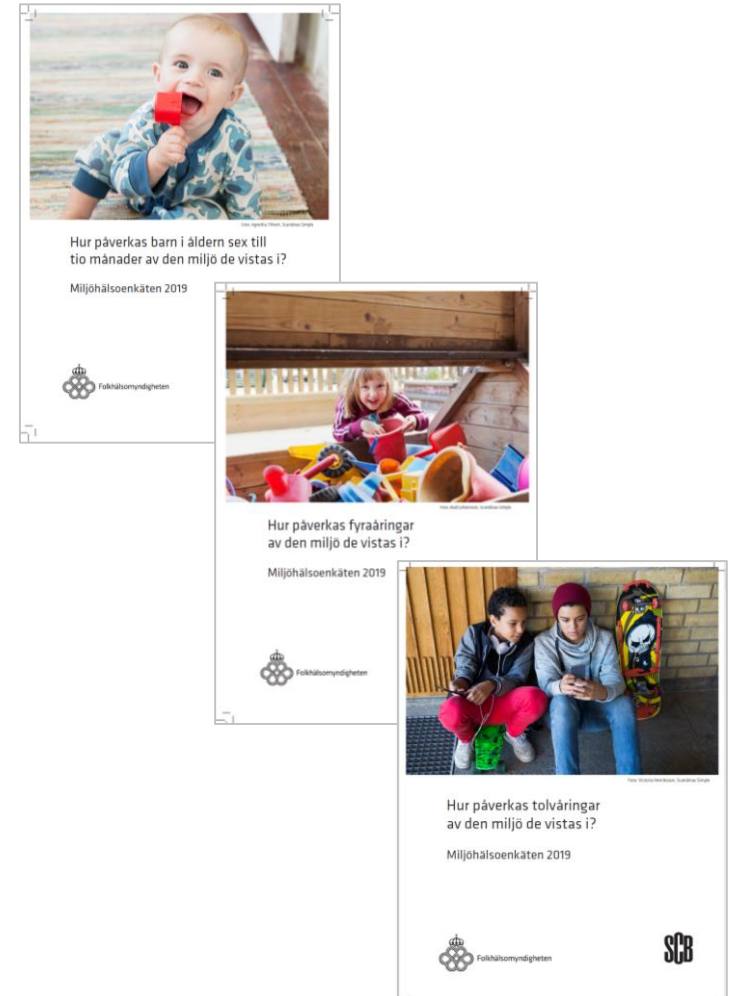 Hur påverkas barn i åldern sex till
tio månader av den miljö de vistas i?
Miljöhälsoenkäten 2019
Folkhälsomyndigheten
Hur påverkas fyraåringar
av den miljö de vistas i?
Miljöhälsoenkäten 2019
Folkhälsomyndigheten
Hur påverkas tolvåringar
av den miljö de vistas i?
Miljöhälsoenkäten 2019
Folkhälsomyndigheten
SCB